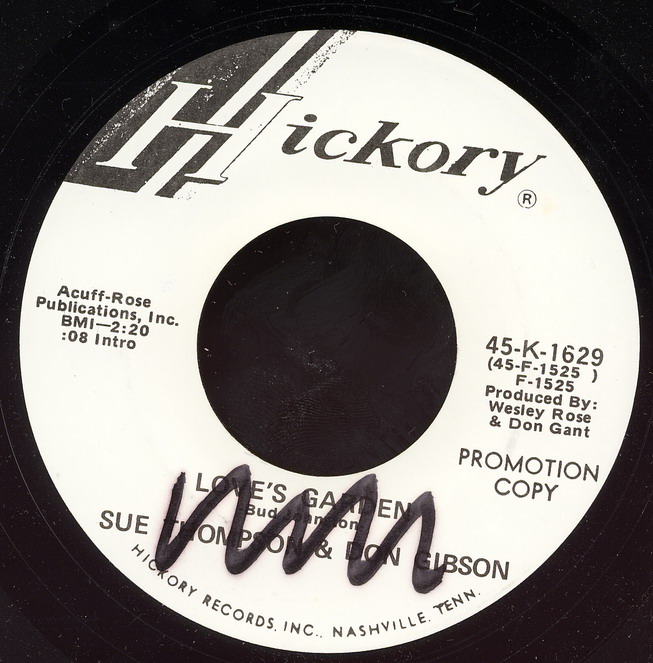 Hickory®
Acuff-Rose
Publications, Inc.
BMI—2:20
:08 Intro
45-K-1629
(45-F-1525 )
F-1525
Produced By:
Wesley Rose
& Don Gant
PROMOTION
COPY
LOVE'S GARDEN
SUE THOMPSON & DON GIBSON
HICKORY RECORDS, INC., NASHVILLE, TENN.